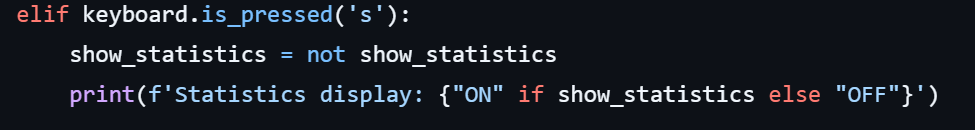 elif keyboard.is_pressed('s'):
    show_statistics = not show_statistics
    print(f'Statistics display: {"ON" if show_statistics else "OFF"}')